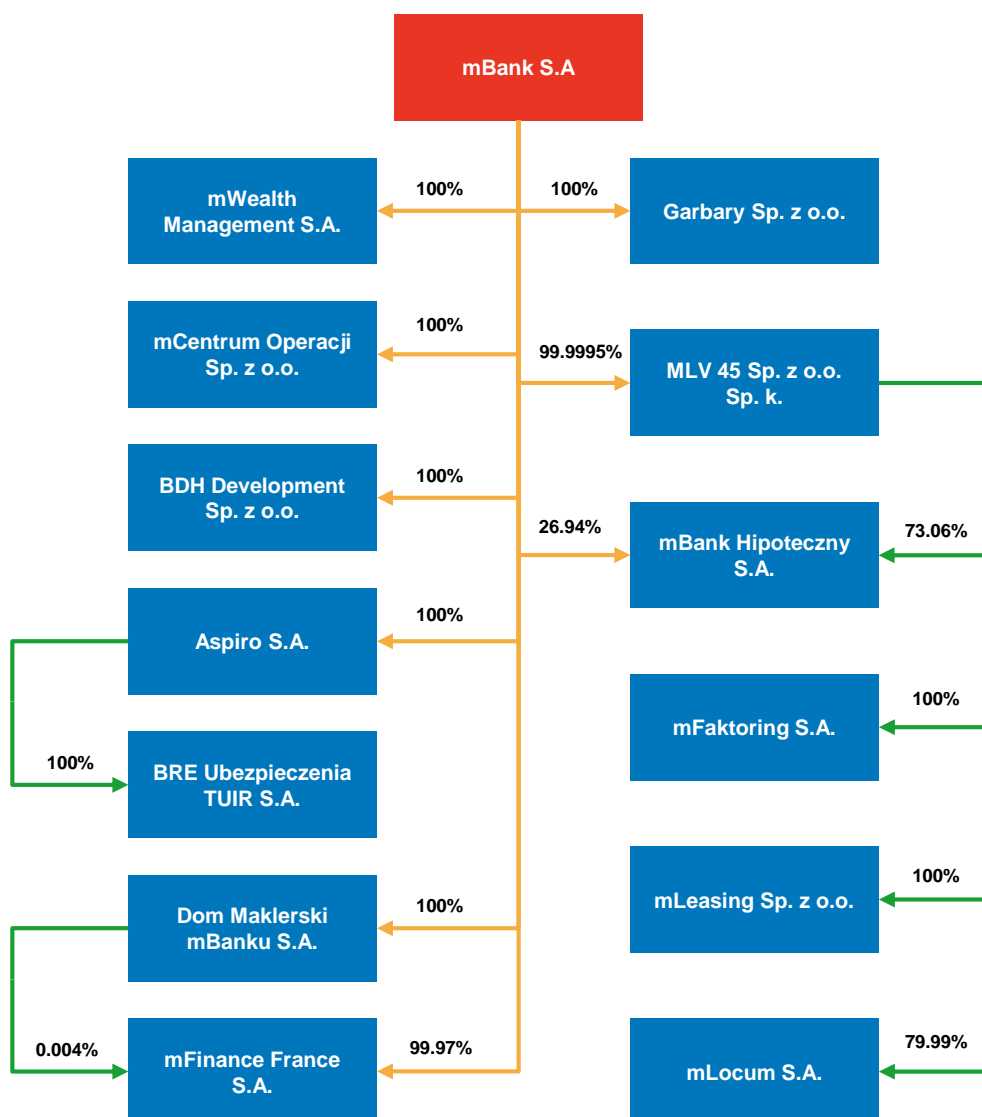 mBank S.A
100%
100%
mWealth
Management S.A.
Garbary Sp. z o.o.
100%
mCentrum Operacji
Sp. z o.o.
99.9995%
MLV 45 Sp. z o.o.
Sp. k.
100%
BDH Development
Sp. z o.o.
26.94%
mBank Hipoteczny
S.A.
73.06%
100%
Aspiro S.A.
mFaktoring S.A.
100%
100%
BRE Ubezpieczenia
TUIR S.A.
100%
Dom Maklerski
mBanku S.A.
mLeasing Sp. z o.o.
100%
0.004%
mFinance France
S.A.
99.97%
mLocum S.A.
79.99%